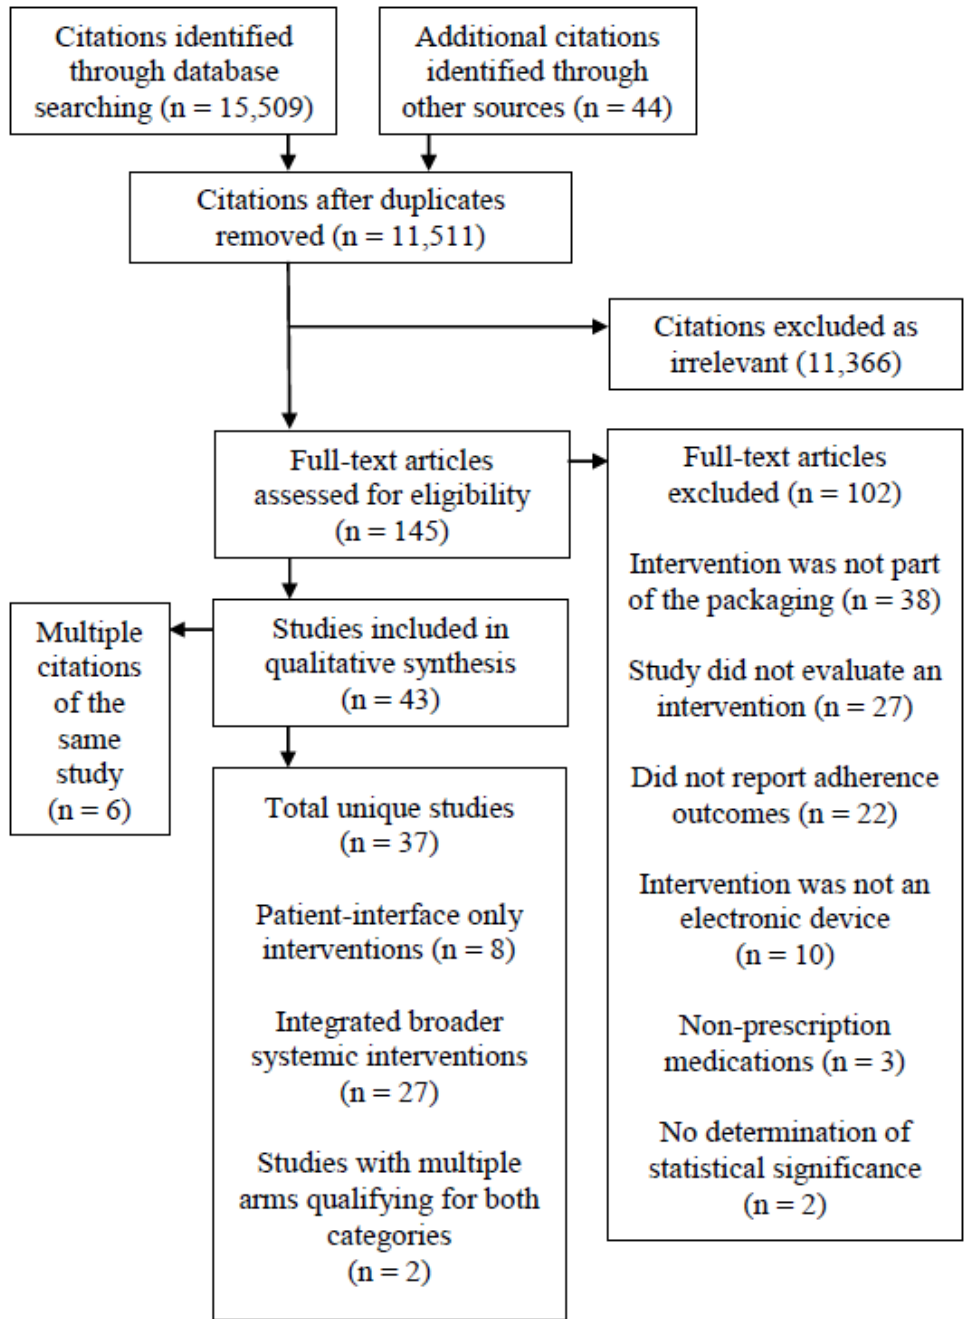 Citations identified
through database
searching (n = 15,509)
Additional citations
identified through
other sources (n = 44)
Citations after duplicates
removed (n = 11,511)
Citations excluded as
irrelevant (11,366)
Full-text articles
assessed for eligibility
(n = 145)
Full-text articles
excluded (n = 102)
Intervention was not part
of the packaging (n = 38)
Study did not evaluate an
intervention (n = 27)
Did not report adherence
outcomes (n = 22)
Intervention was not an
electronic device
(n = 10)
Non-prescription
medications (n = 3)
No determination of
statistical significance
(n = 2)
Studies included in
qualitative synthesis
(n = 43)
Multiple
citations
of the
same
study
(n = 6)
Total unique studies
(n = 37)
Patient-interface only
interventions (n = 8)
Integrated broader
systemic interventions
(n = 27)
Studies with multiple
arms qualifying for both
categories
(n = 2)